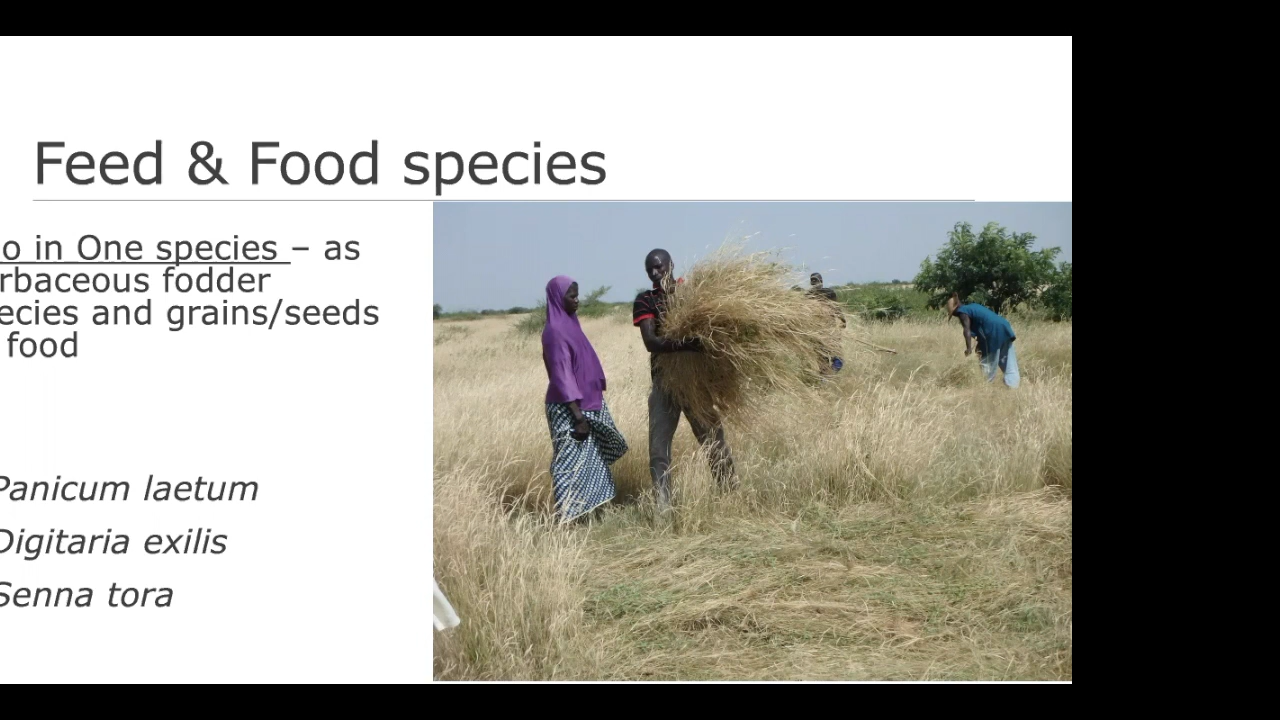 Feed & Food species
o in One species – as
rbaceous fodder
ecies and grains/seeds
food
Panicum laetum
Digitaria exilis
Senna tora